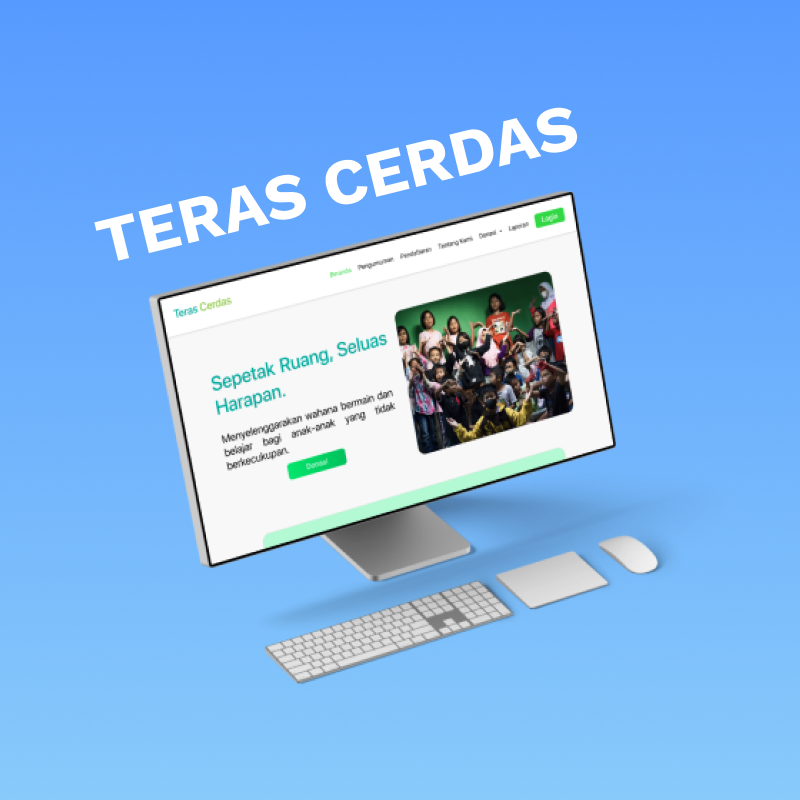 TERAS CERDAS
Teras Cerdas
Beranda Pengumuman Pendaftaran Tentang Kami Donasi Laporan Login
Sepetak Ruang, Seluas
Harapan.
Menyelenggarakan wahana bermain dan
belajar bagi anak-anak yang tidak
berkecukupan.
Donasi